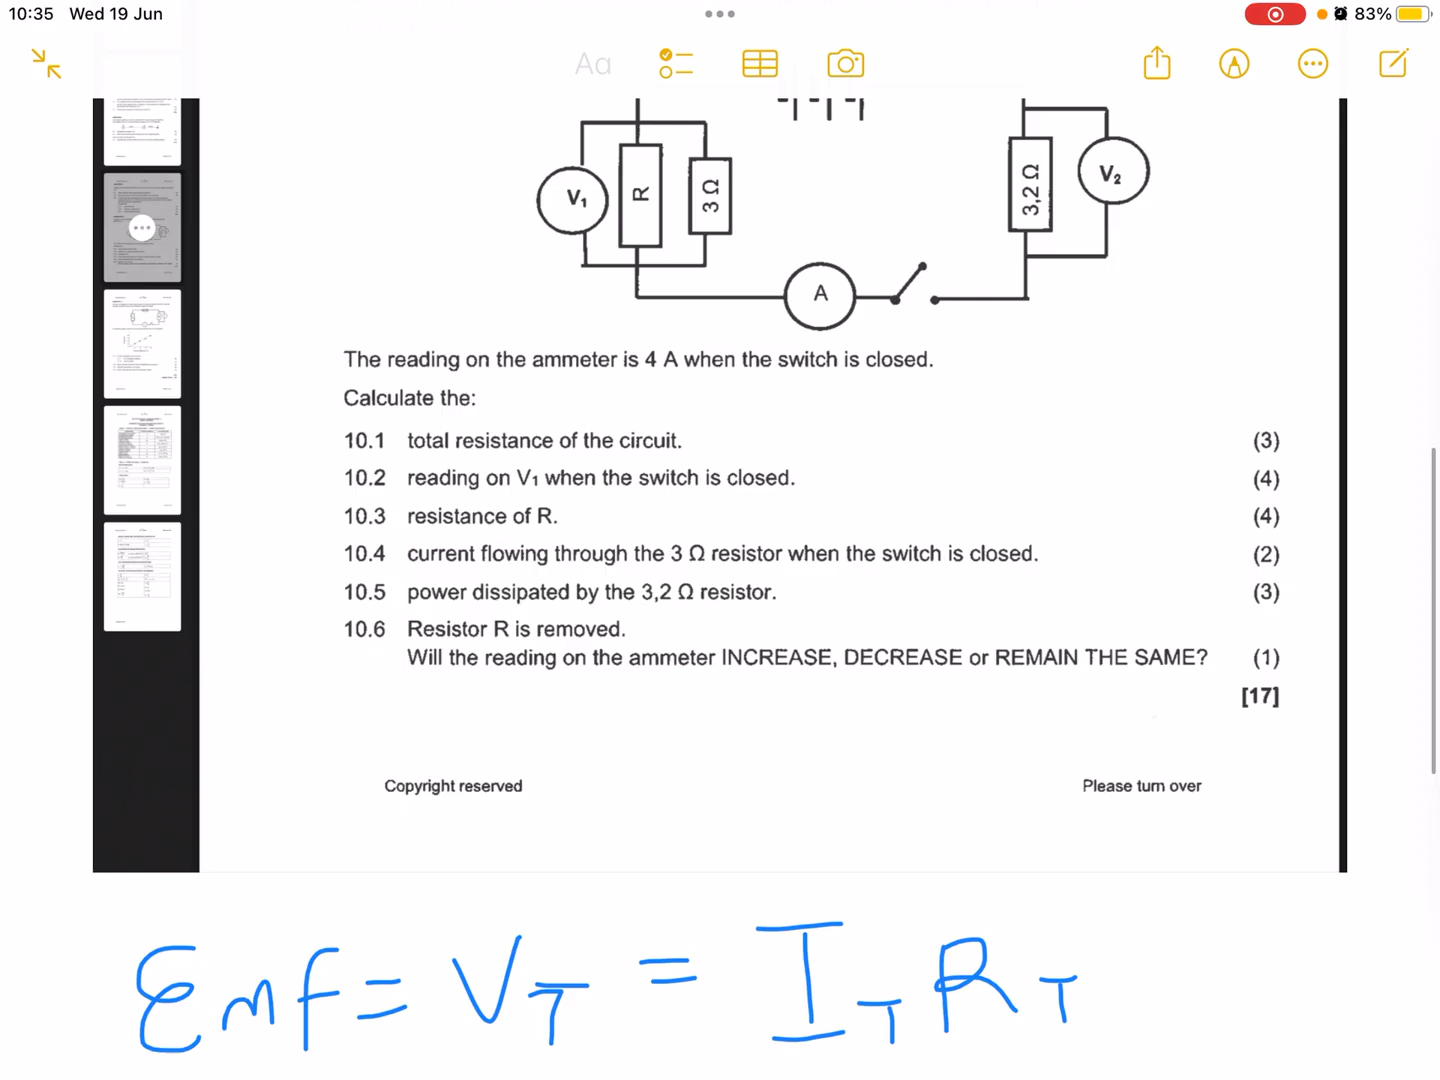 10:35 Wed 19 Jun 83%
Aa
V₁ R 3 Ω 3,2 Ω V₂
A
The reading on the ammeter is 4 A when the switch is closed.
Calculate the:
10.1 total resistance of the circuit. (3)
10.2 reading on V₁ when the switch is closed. (4)
10.3 resistance of R. (4)
10.4 current flowing through the 3 Ω resistor when the switch is closed. (2)
10.5 power dissipated by the 3,2 Ω resistor. (3)
10.6 Resistor R is removed.
Will the reading on the ammeter INCREASE, DECREASE or REMAIN THE SAME? (1)
[17]
Copyright reserved Please turn over
Emf = V_T = I_T R_T